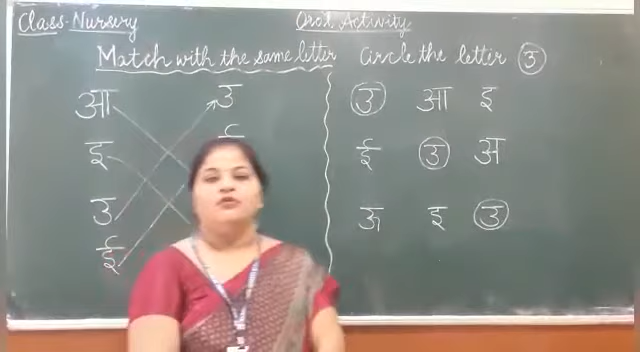 Class-Nursery
Oral Activity
Match with the same letter
आ उ
इ ई
उ
ई
Circle the letter उ
उ आ इ
ई उ अ
ऊ इ उ